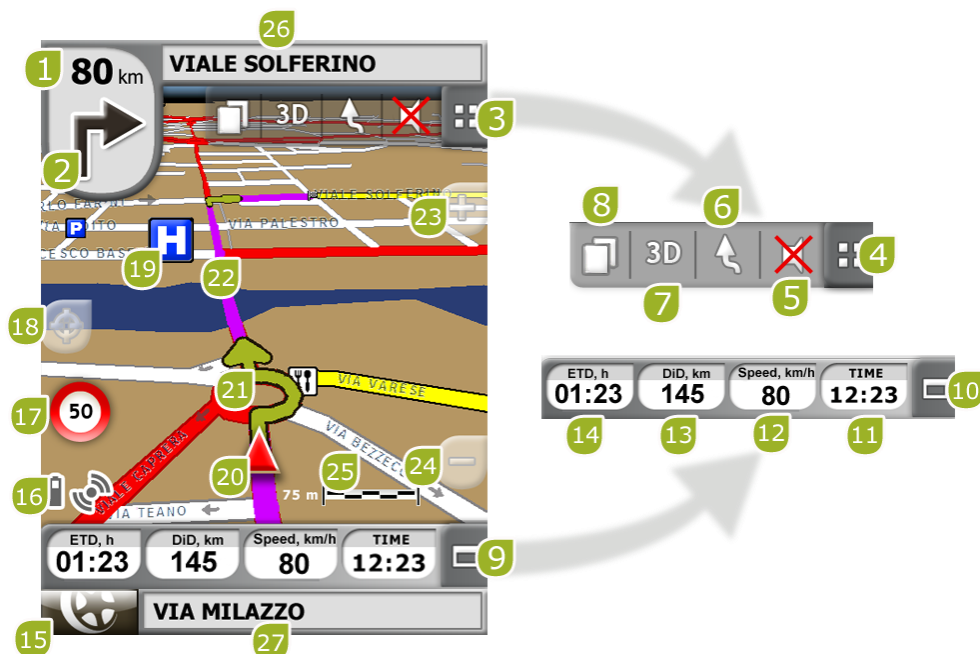 26
VIALE SOLFERINO
1
80 km
3D
3
2
8
6
VIALE SOLFERINO
23
VIA PALESTRO
P
H
19
3D
4
7
5
22
18
21
VIA VARESE
ETD, h
DiD, km
Speed, km/h
TIME
01:23
145
80
12:23
10
14
13
12
11
17
50
VIA BEZZECC
VIALE CAPRERA
20
25
24
16
75 m
VIA TEANO
ETD, h
DiD, km
Speed, km/h
TIME
01:23
145
80
12:23
9
VIA MILAZZO
15
27